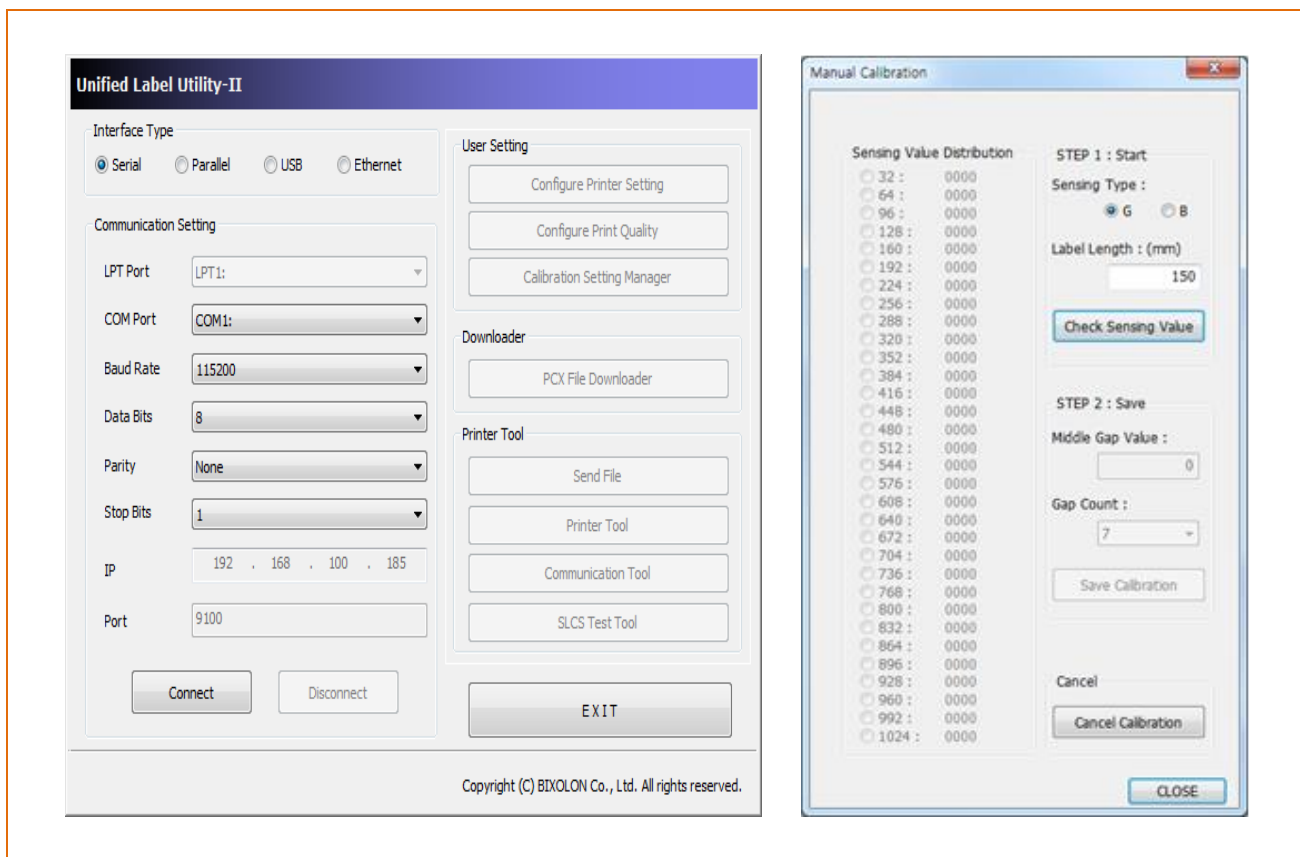 Unified Label Utility-II
Interface Type
Serial Parallel USB Ethernet
Communication Setting
LPT Port LPT1:
COM Port COM1:
Baud Rate 115200
Data Bits 8
Parity None
Stop Bits 1
IP 192 . 168 . 100 . 185
Port 9100
Connect Disconnect
User Setting
Configure Printer Setting
Configure Print Quality
Calibration Setting Manager
Downloader
PCX File Downloader
Printer Tool
Send File
Printer Tool
Communication Tool
SLCS Test Tool
EXIT
Copyright (C) BIXOLON Co., Ltd. All rights reserved.
Manual Calibration
Sensing Value Distribution
32 : 0000
64 : 0000
96 : 0000
128 : 0000
160 : 0000
192 : 0000
224 : 0000
256 : 0000
288 : 0000
320 : 0000
352 : 0000
384 : 0000
416 : 0000
448 : 0000
480 : 0000
512 : 0000
544 : 0000
576 : 0000
608 : 0000
640 : 0000
672 : 0000
704 : 0000
736 : 0000
768 : 0000
800 : 0000
832 : 0000
864 : 0000
896 : 0000
928 : 0000
960 : 0000
992 : 0000
1024 : 0000
STEP 1 : Start
Sensing Type :
G B
Label Length : (mm)
150
Check Sensing Value
STEP 2 : Save
Middle Gap Value :
0
Gap Count :
7
Save Calibration
Cancel
Cancel Calibration
CLOSE